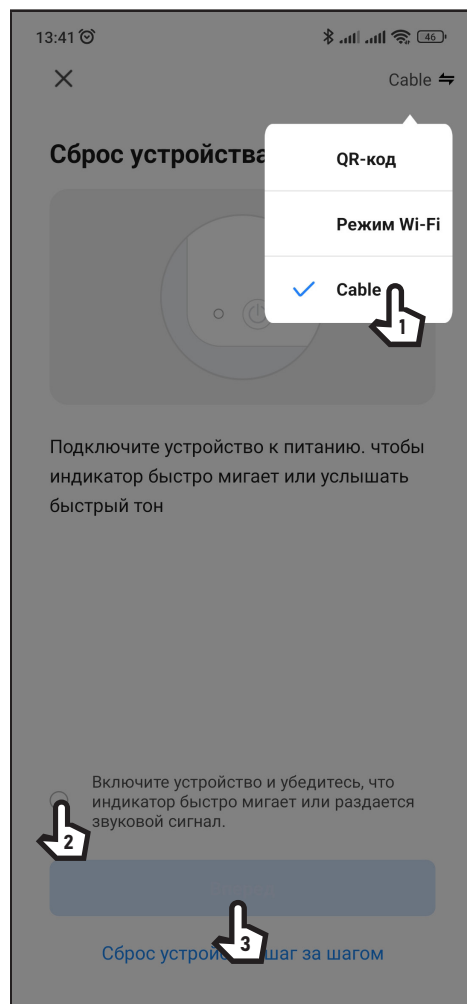 13:41
46
Cable
Сброс устройства
QR-код
Режим Wi-Fi
Cable
1
Подключите устройство к питанию. чтобы
индикатор быстро мигает или услышать
быстрый тон
Включите устройство и убедитесь, что
индикатор быстро мигает или раздается
звуковой сигнал.
2
3
Сброс шаг за шагом